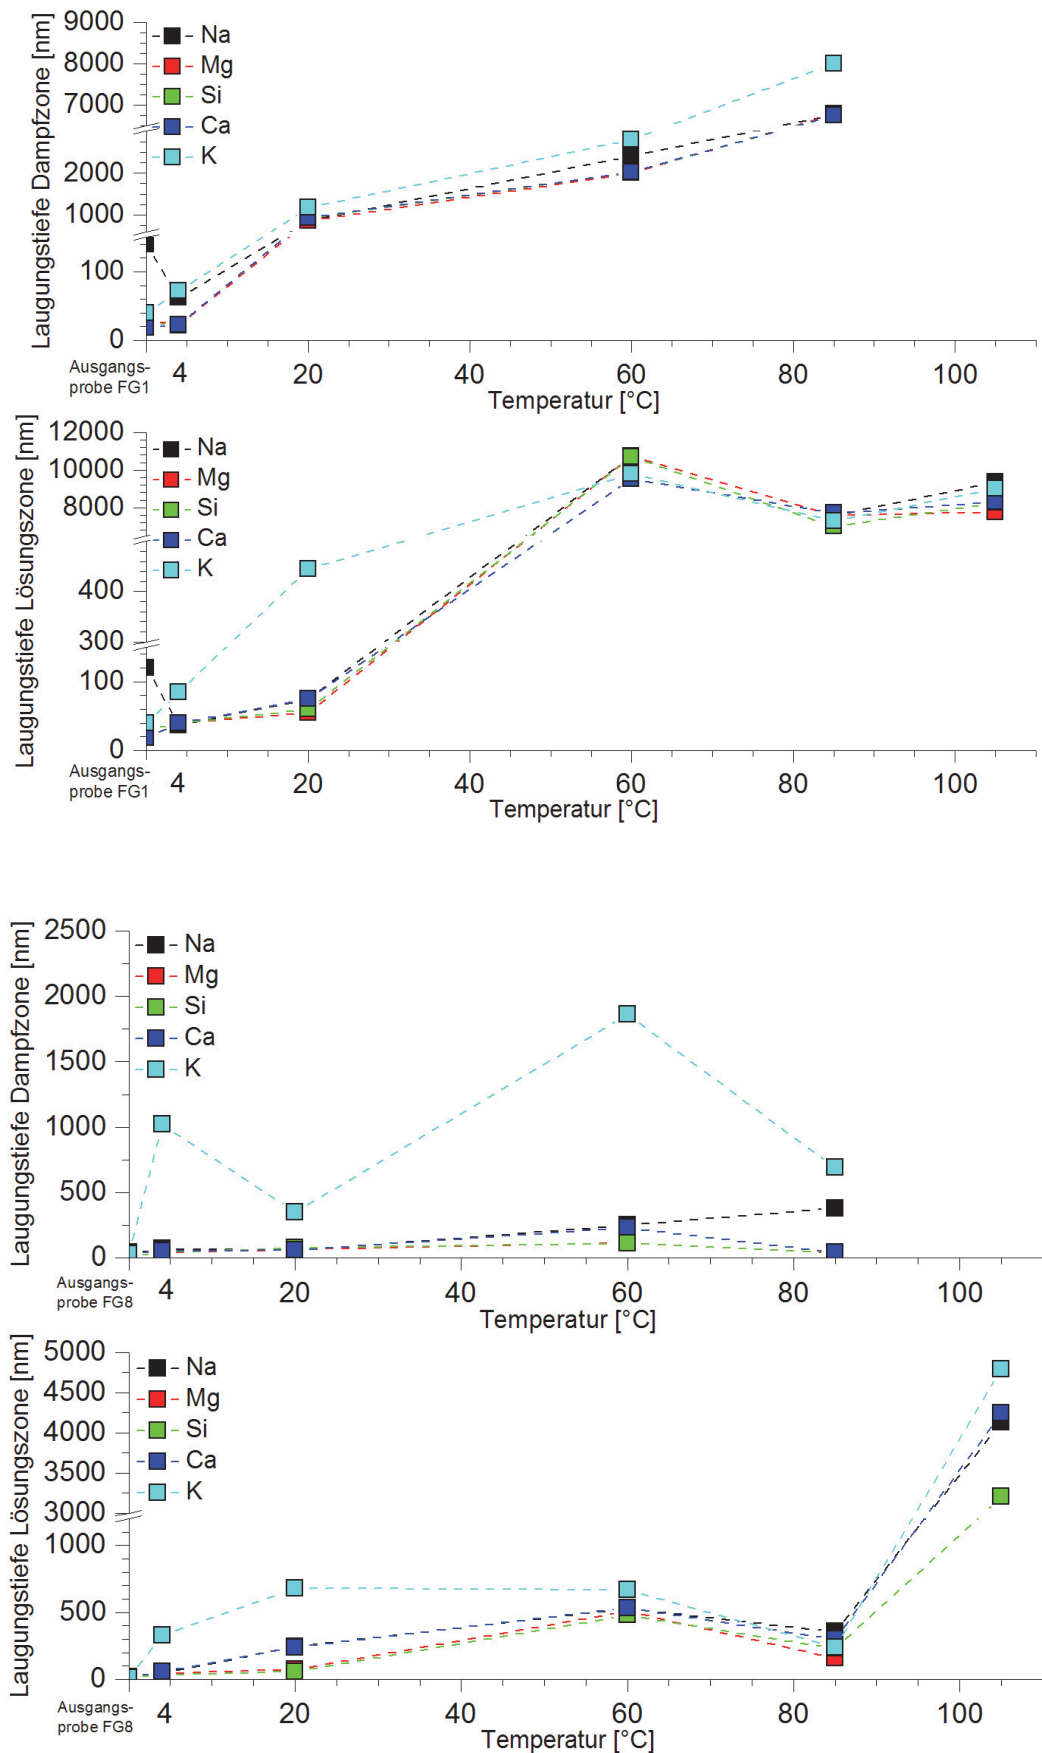 Laugungstiefe Dampfzone [nm]
9000
8000
7000
2000
1000
100
0
Na
Mg
Si
Ca
K
Ausgangs-
probe FG1
4
20
40
60
80
100
Temperatur [°C]
Laugungstiefe Lösungszone [nm]
12000
10000
8000
400
300
100
0
Na
Mg
Si
Ca
K
Ausgangs-
probe FG1
4
20
40
60
80
100
Temperatur [°C]
Laugungstiefe Dampfzone [nm]
2500
2000
1500
1000
500
0
Na
Mg
Si
Ca
K
Ausgangs-
probe FG8
4
20
40
60
80
100
Temperatur [°C]
Laugungstiefe Lösungszone [nm]
5000
4500
4000
3500
3000
1000
500
0
Na
Mg
Si
Ca
K
Ausgangs-
probe FG8
4
20
40
60
80
100
Temperatur [°C]